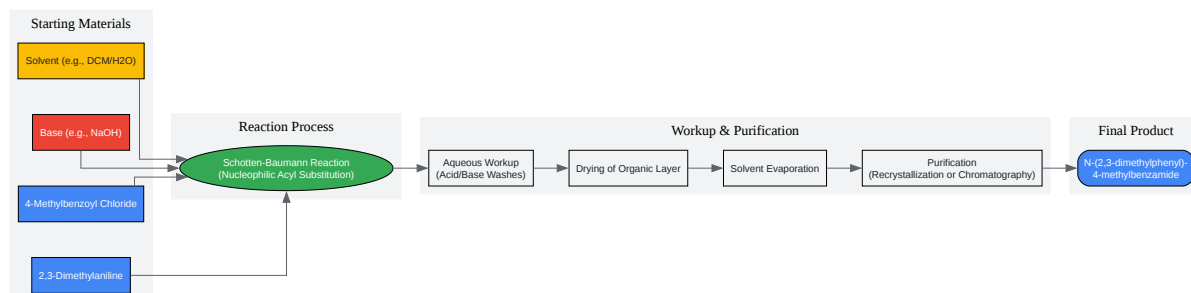 Starting Materials
Solvent (e.g., DCM/H2O)
Base (e.g., NaOH)
4-Methylbenzoyl Chloride
2,3-Dimethylaniline
Reaction Process
Schotten-Baumann Reaction
(Nucleophilic Acyl Substitution)
Workup & Purification
Aqueous Workup
(Acid/Base Washes)
Drying of Organic Layer
Solvent Evaporation
Purification
(Recrystallization or Chromatography)
Final Product
N-(2,3-dimethylphenyl)-
4-methylbenzamide